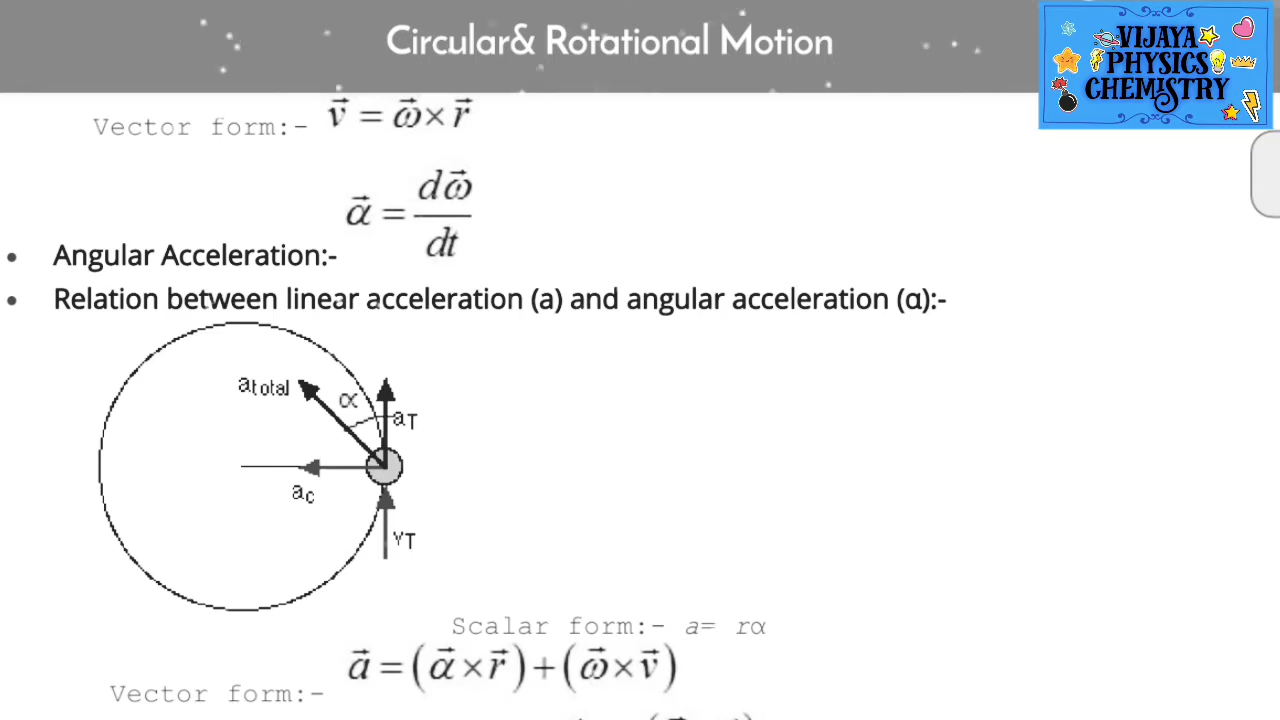 Circular& Rotational Motion
VIJAYA
PHYSICS
CHEMISTRY
Vector form:- v⃗ = ω⃗ × r⃗
α⃗ = dω⃗/dt
• Angular Acceleration:-
• Relation between linear acceleration (a) and angular acceleration (α):-
atotal
α
aT
ac
vT
Scalar form:- a= rα
Vector form:- a⃗ = (α⃗ × r⃗) + (ω⃗ × v⃗)